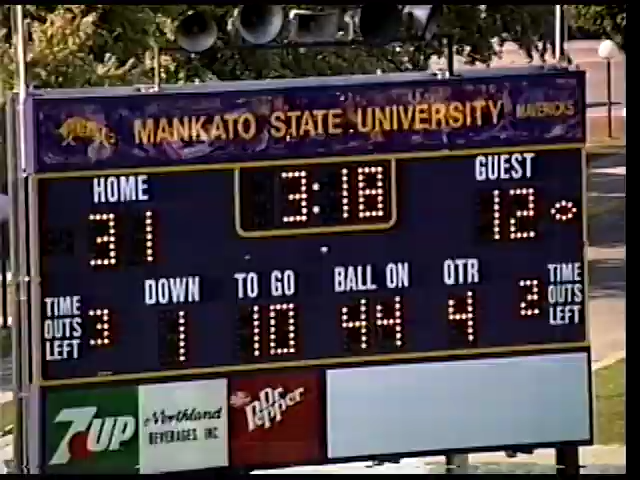 MANKATO STATE UNIVERSITY MAVERICKS
HOME 3:18 GUEST
31 12
DOWN TO GO BALL ON QTR
TIME OUTS LEFT 3 1 10 44 4 2 TIME OUTS LEFT
7UP Northland BEVERAGES INC Dr Pepper